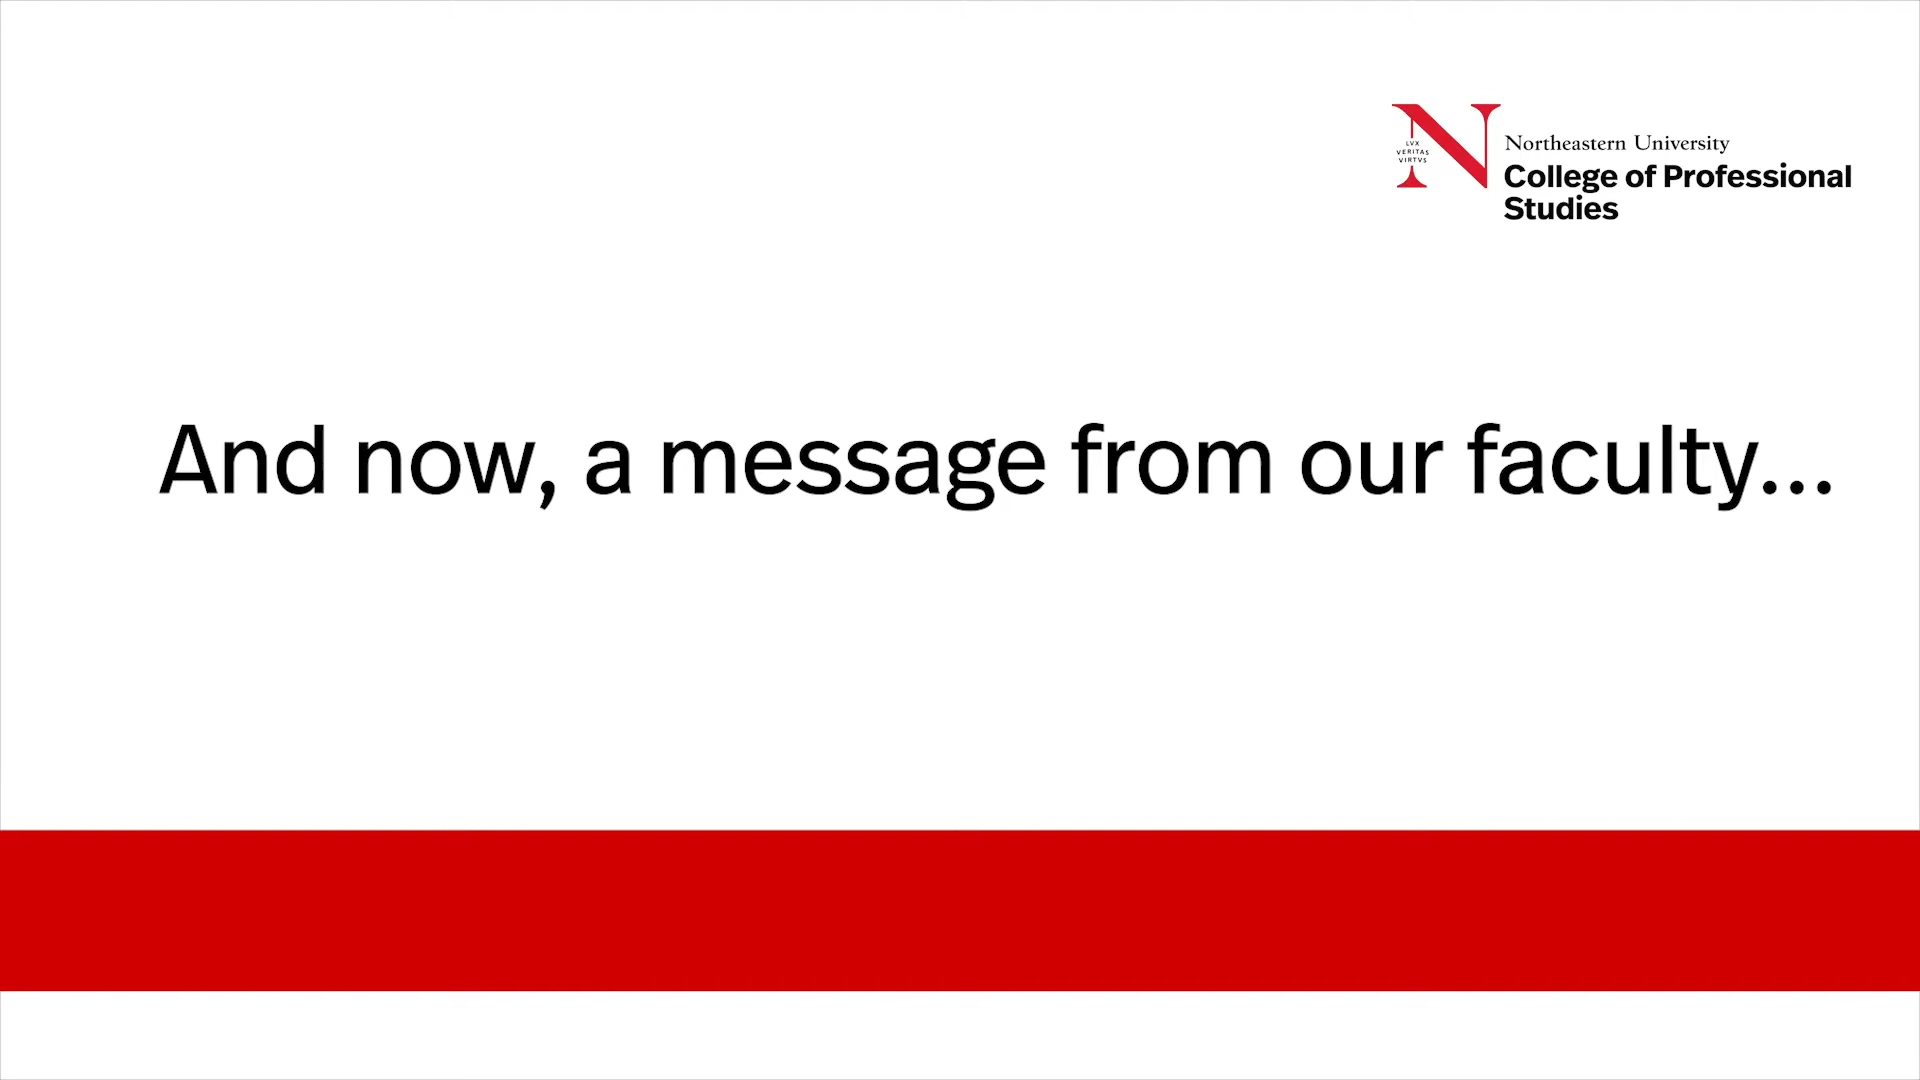 N
LVX
VERITAS
VIRTVS
Northeastern University
College of Professional
Studies
And now, a message from our faculty...